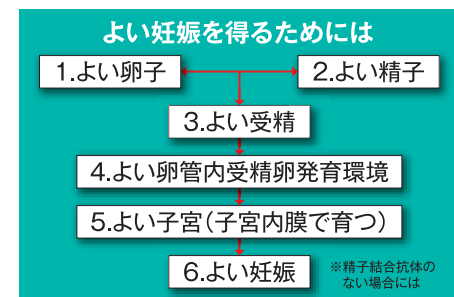 よい妊娠を得るためには
1.よい卵子
2.よい精子
3.よい受精
4.よい卵管内受精卵発育環境
5.よい子宮(子宮内膜で育つ)
6.よい妊娠
※精子結合抗体の
ない場合には